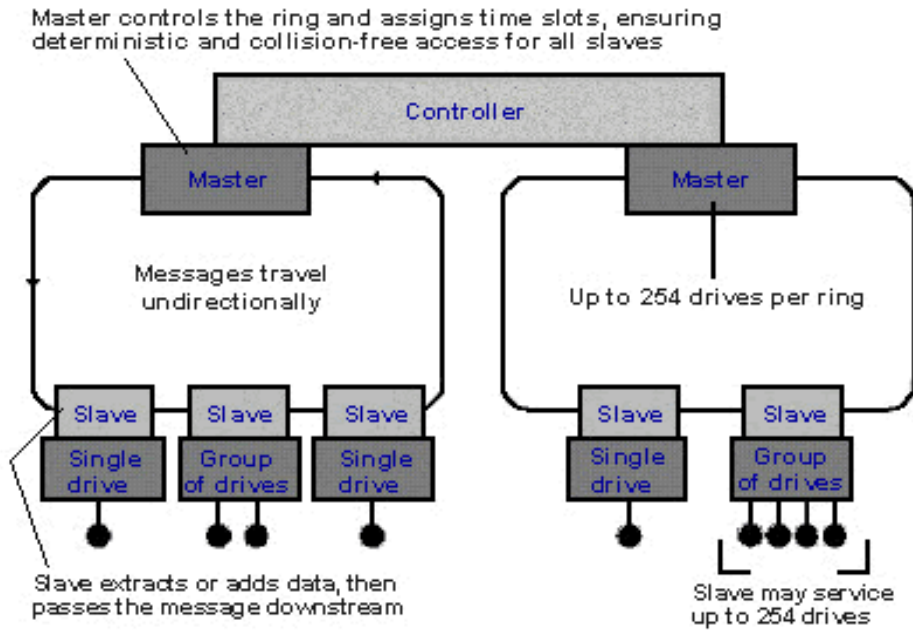 Master controls the ring and assigns time slots, ensuring
deterministic and collision-free access for all slaves
Controller
Master
Master
Messages travel
undirectionally
Up to 254 drives per ring
Slave
Slave
Slave
Slave
Slave
Single
drive
Group
of drives
Single
drive
Single
drive
Group
of drives
Slave extracts or adds data, then
passes the message downstream
Slave may service
up to 254 drives